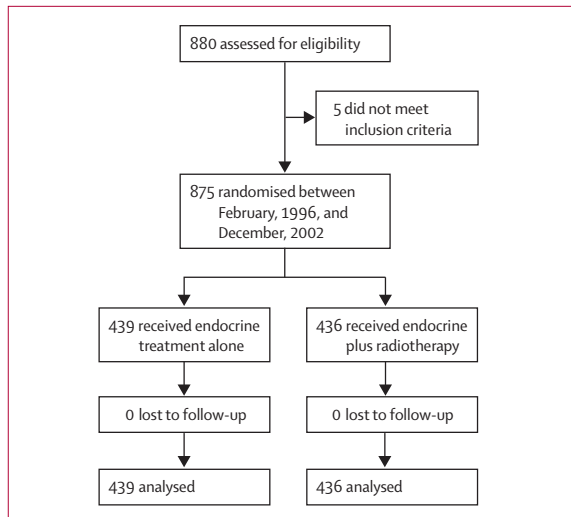 880 assessed for eligibility
5 did not meet
inclusion criteria
875 randomised between
February, 1996, and
December, 2002
439 received endocrine
treatment alone
436 received endocrine
plus radiotherapy
0 lost to follow-up
0 lost to follow-up
439 analysed
436 analysed